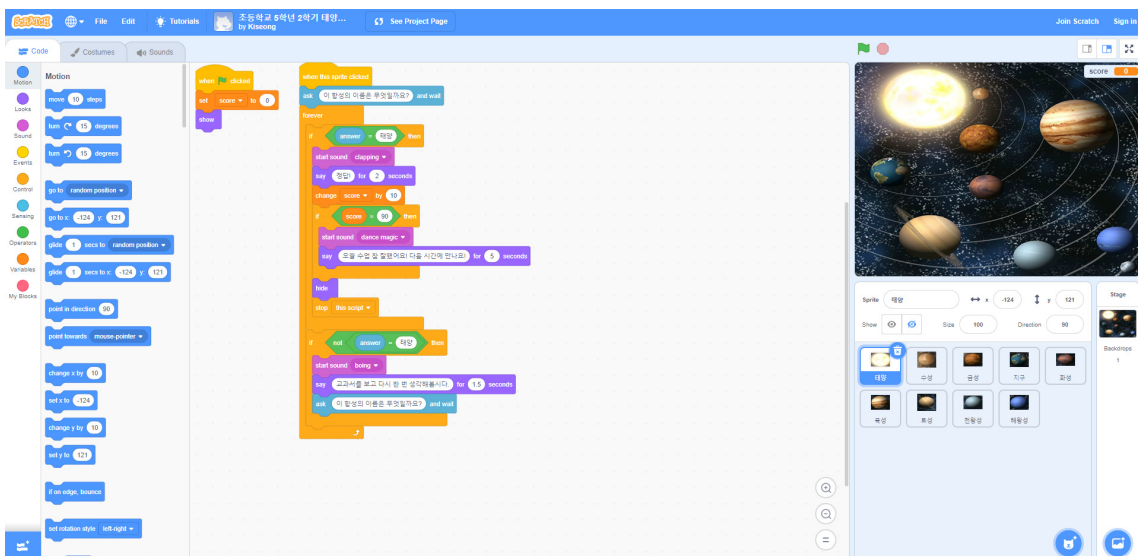 SCRATCH File Edit Tutorials 초등학교 5학년 2학기 태양... by Kiseong See Project Page Join Scratch Sign in
Code Costumes Sounds
Motion
Looks
Sound
Events
Control
Sensing
Operators
Variables
My Blocks
Motion
move 10 steps
turn 15 degrees
turn 15 degrees
go to random position
go to x: -124 y: 121
glide 1 secs to random position
glide 1 secs to x: -124 y: 121
point in direction 90
point towards mouse-pointer
change x by 10
set x to -124
change y by 10
set y to 121
if on edge, bounce
set rotation style left-right
when clicked
set score to 0
show
when this sprite clicked
ask 이 항성의 이름은 무엇일까요? and wait
forever
if answer = 태양 then
start sound clapping
say 정답! for 2 seconds
change score by 10
if score = 90 then
start sound dance magic
say 오늘 수업 참 잘했어요! 다음 시간에 만나요! for 5 seconds
hide
stop this script
if not answer = 태양 then
start sound boing
say 교과서를 보고 다시 한 번 생각해봅시다. for 1.5 seconds
ask 이 항성의 이름은 무엇일까요? and wait
score 0
Sprite 태양 x -124 y 121
Show Size 100 Direction 90
태양 수성 금성 지구 화성
목성 토성 천왕성 해왕성
Stage
Backdrops
1